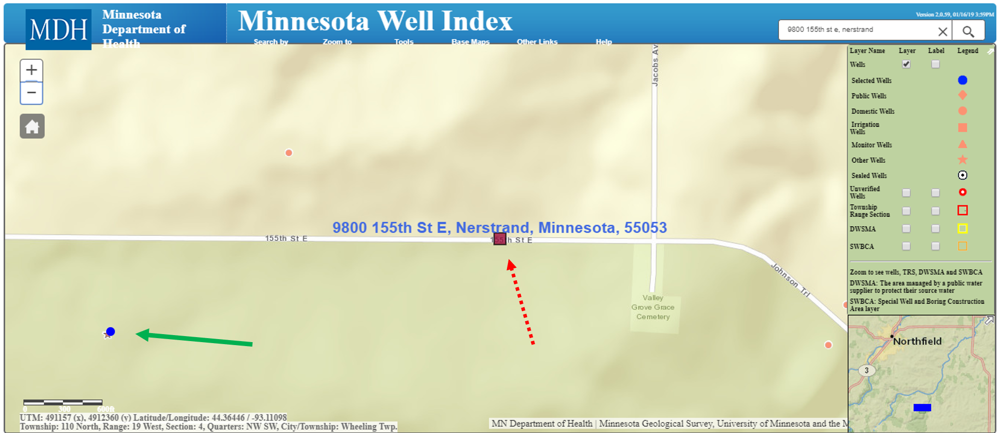 MDH
Minnesota
Department of
Health
Minnesota Well Index
Version 2.0.59, 01/16/19 3:59PM
9800 155th st e, nerstrand
Search by
Zoom to
Tools
Base Maps
Other Links
Help
+
−
Jacobs Av
9800 155th St E, Nerstrand, Minnesota, 55053
155th St E
155th St E
Johnson Trl
Valley
Grove Grace
Cemetery
Layer Name Layer Label Legend
Wells
Selected Wells
Public Wells
Domestic Wells
Irrigation
Wells
Monitor Wells
Other Wells
Sealed Wells
Unverified
Wells
Township
Range Section
DWSMA
SWBCA
Zoom to see wells, TRS, DWSMA and SWBCA
DWSMA: The area managed by a public water
supplier to protect their source water
SWBCA: Special Well and Boring Construction
Area layer
Northfield
3
0 300 600ft
UTM: 491157 (x), 4912360 (y) Latitude/Longitude: 44.36446 / -93.11098
Township: 110 North, Range: 19 West, Section: 4, Quarters: NW SW, City/Township: Wheeling Twp.
MN Department of Health | Minnesota Geological Survey, University of Minnesota and the M